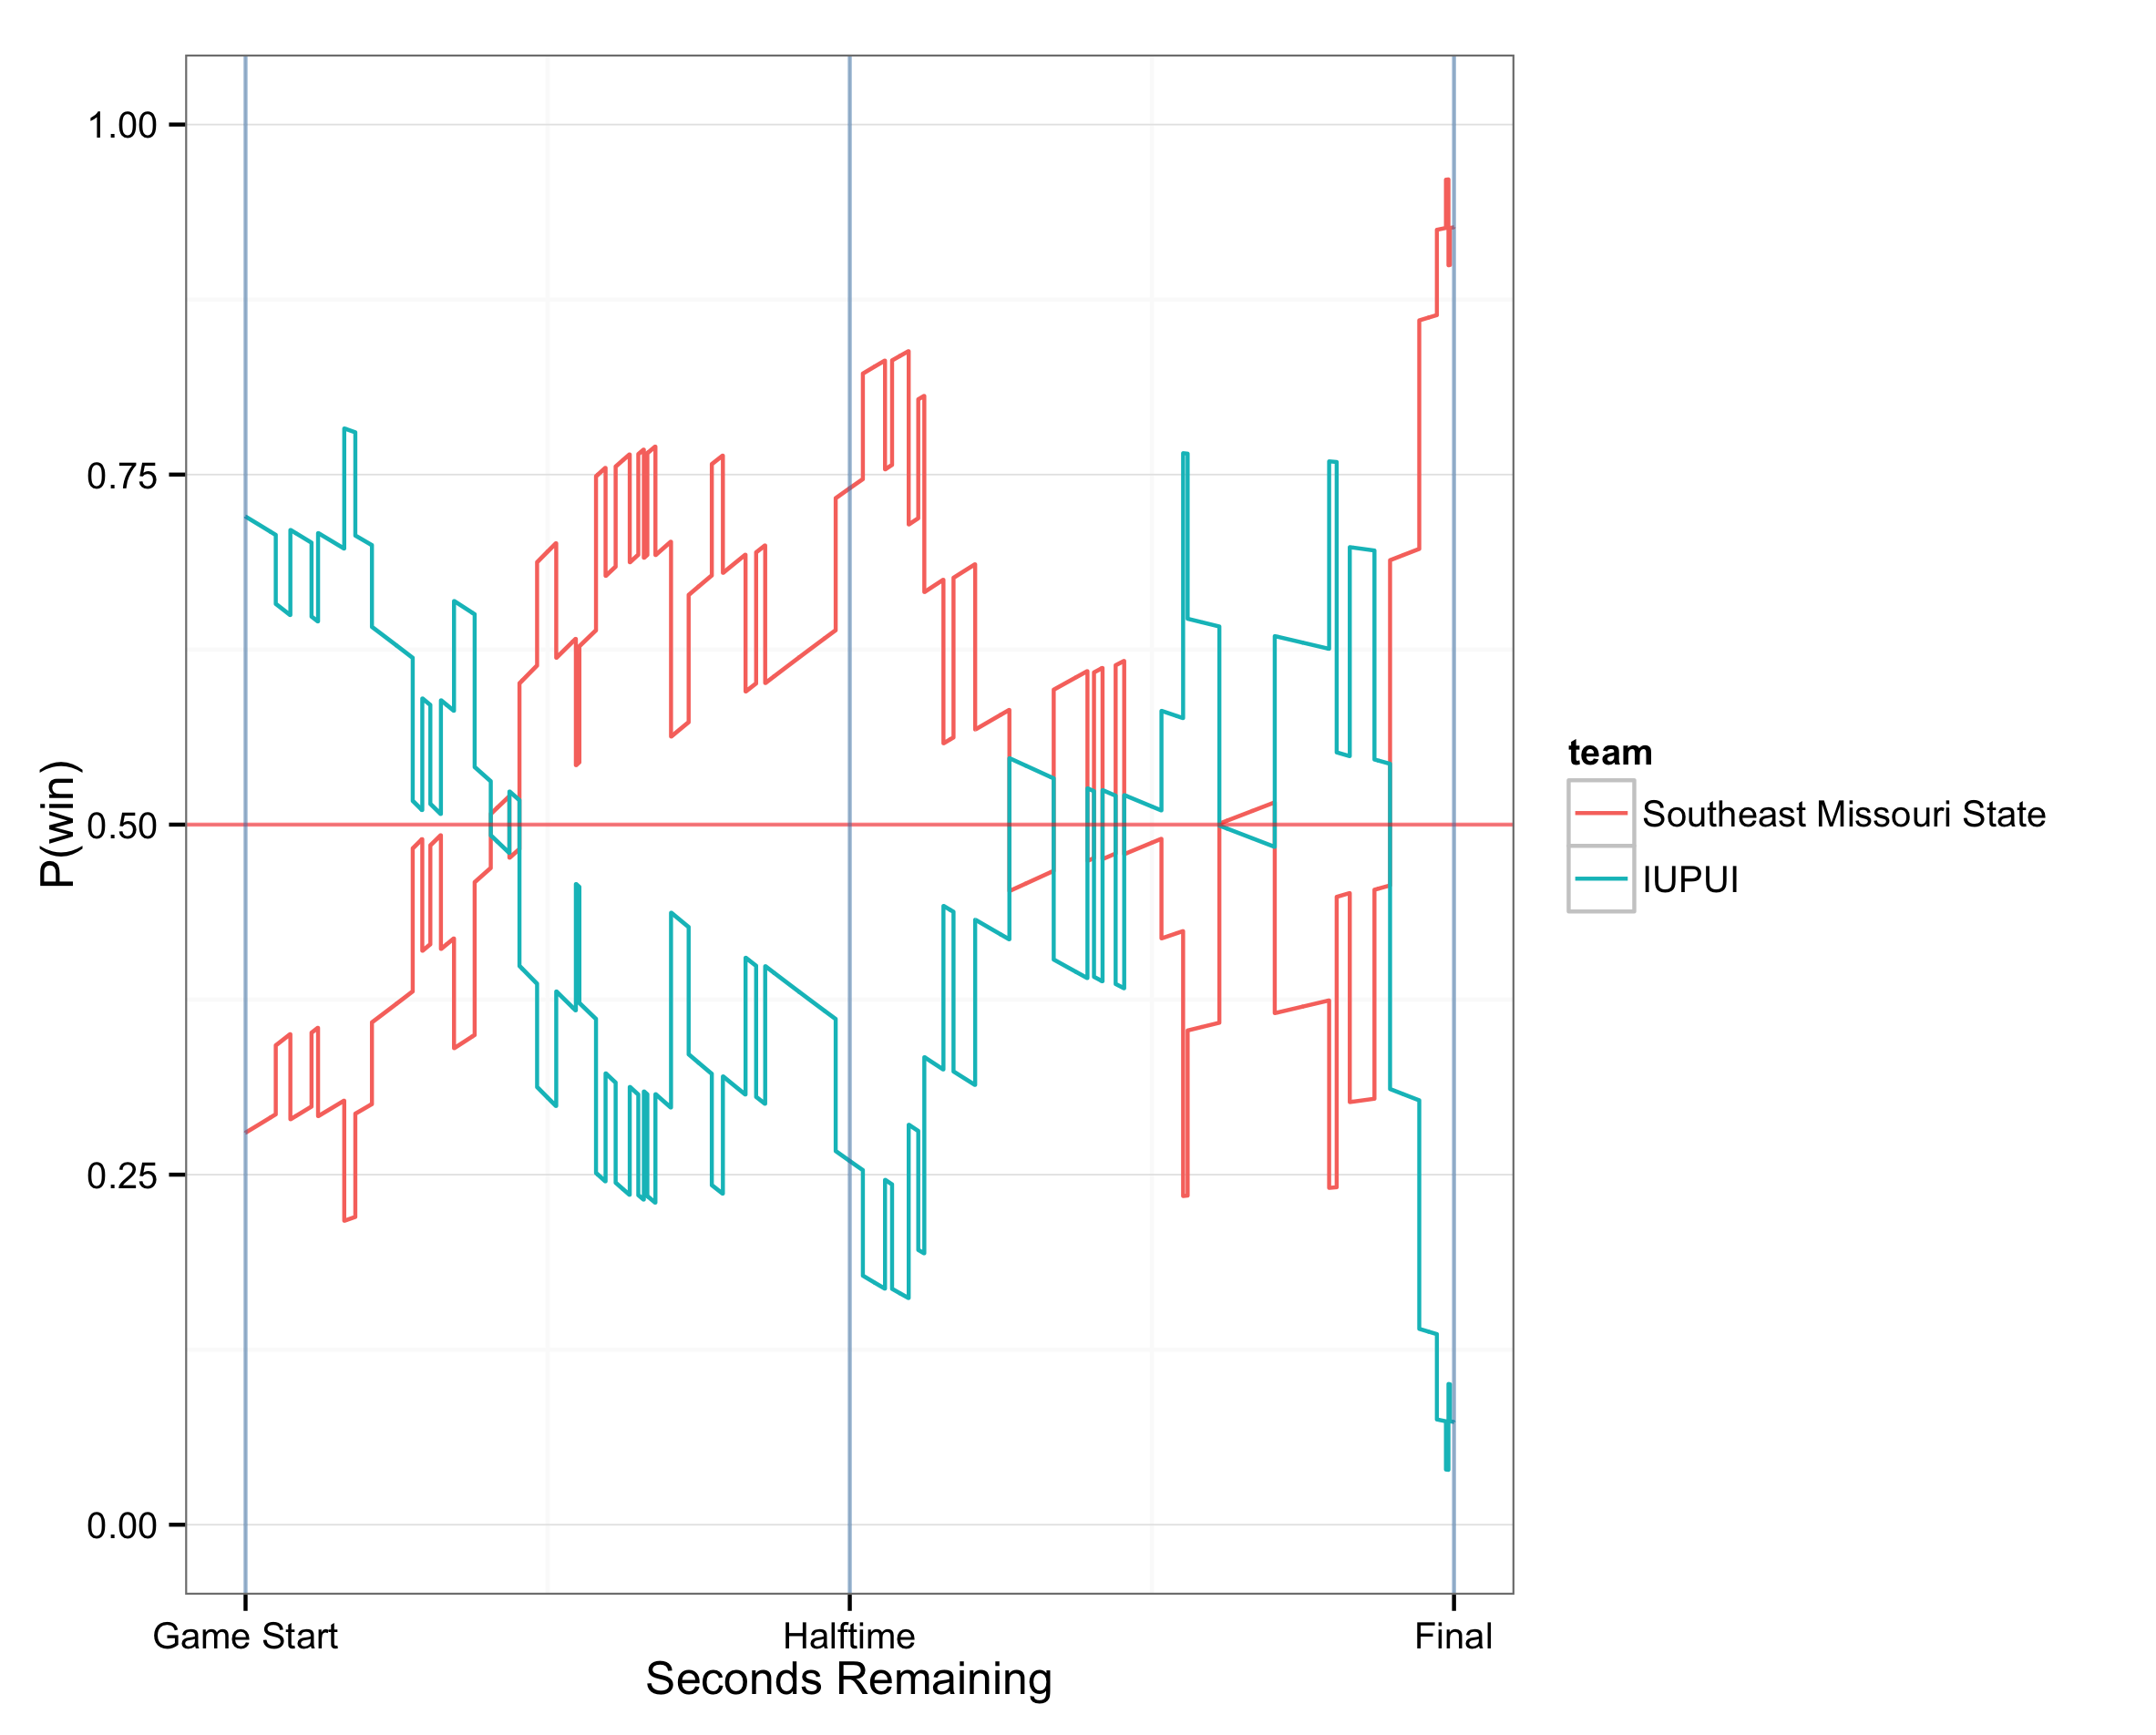 1.00
0.75
0.50
0.25
0.00
P(win)
Game Start
Halftime
Final
Seconds Remaining
team
Southeast Missouri State
IUPUI